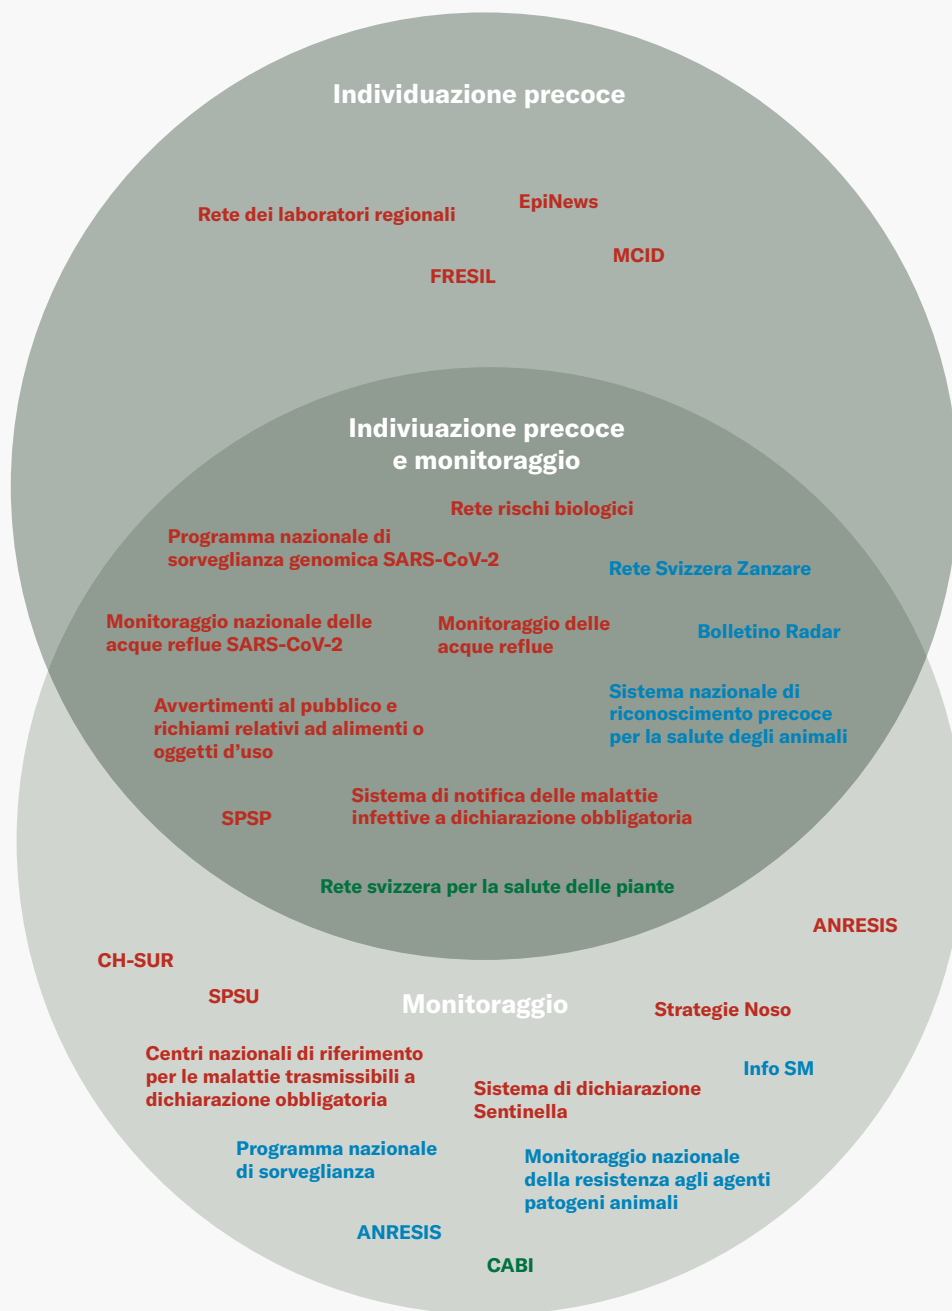 Individuazione precoce
EpiNews
Rete dei laboratori regionali
MCID
FRESIL
Indiviuazione precoce
e monitoraggio
Rete rischi biologici
Programma nazionale di
sorveglianza genomica SARS-CoV-2
Rete Svizzera Zanzare
Monitoraggio nazionale delle
acque reflue SARS-CoV-2
Monitoraggio delle
acque reflue
Bolletino Radar
Avvertimenti al pubblico e
richiami relativi ad alimenti o
oggetti d’uso
Sistema nazionale di
riconoscimento precoce
per la salute degli animali
SPSP
Sistema di notifica delle malattie
infettive a dichiarazione obbligatoria
Rete svizzera per la salute delle piante
ANRESIS
CH-SUR
SPSU
Monitoraggio
Strategie Noso
Centri nazionali di riferimento
per le malattie trasmissibili a
dichiarazione obbligatoria
Info SM
Sistema di dichiarazione
Sentinella
Programma nazionale
di sorveglianza
Monitoraggio nazionale
della resistenza agli agenti
patogeni animali
ANRESIS
CABI